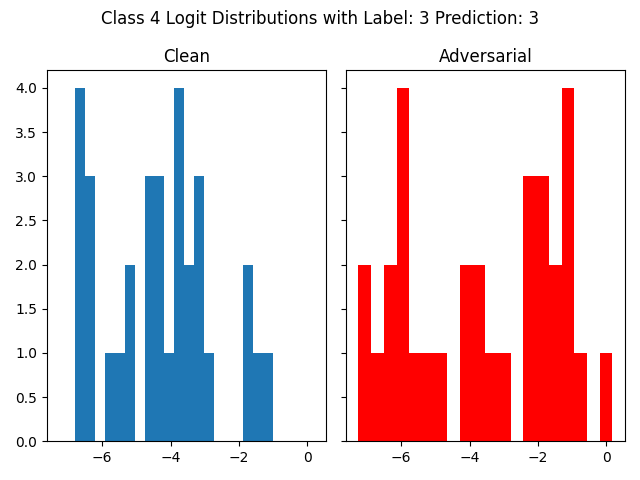 Class 4 Logit Distributions with Label: 3 Prediction: 3
Clean
Adversarial
4.0
3.5
3.0
2.5
2.0
1.5
1.0
0.5
0.0
−6 −4 −2 0
−6 −4 −2 0